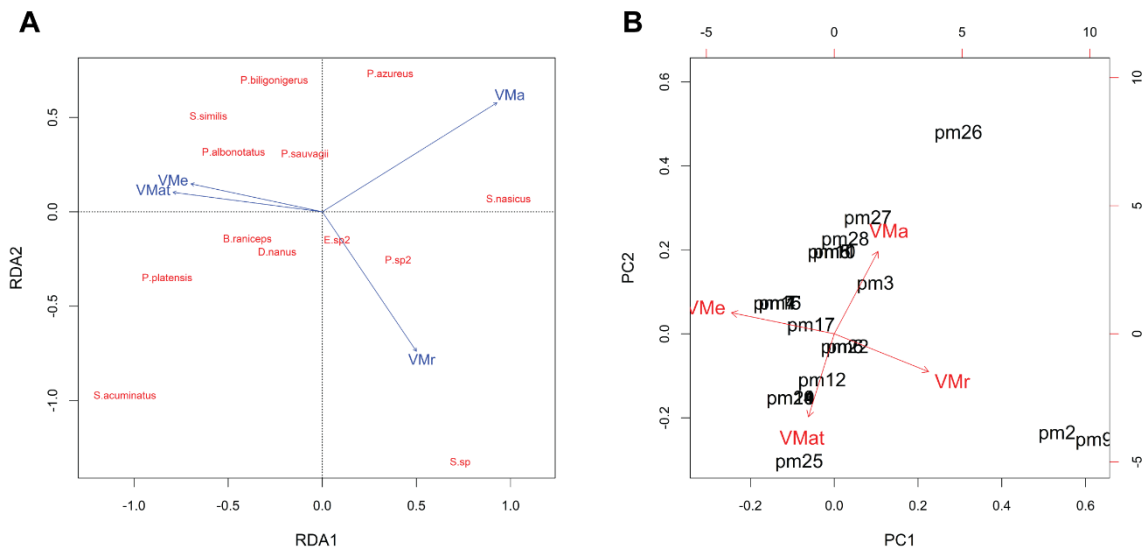 A
P.biligonigerus
P.azureus
VMa
S.similis
P.albonotatus
P.sauvagii
VMe
VMat
S.nasicus
B.raniceps
E.sp2
D.nanus
P.sp2
P.platensis
VMr
S.acuminatus
S.sp
0.5
0.0
-0.5
-1.0
RDA2
-1.0
-0.5
0.0
0.5
1.0
RDA1
B
-5
0
5
10
pm26
pm27
VMa
pm28
pm3
VMe
pm17
VMr
pm12
VMat
pm25
pm2
pm9
0.6
0.4
0.2
0.0
-0.2
PC2
10
5
0
-5
-0.2
0.0
0.2
0.4
0.6
PC1